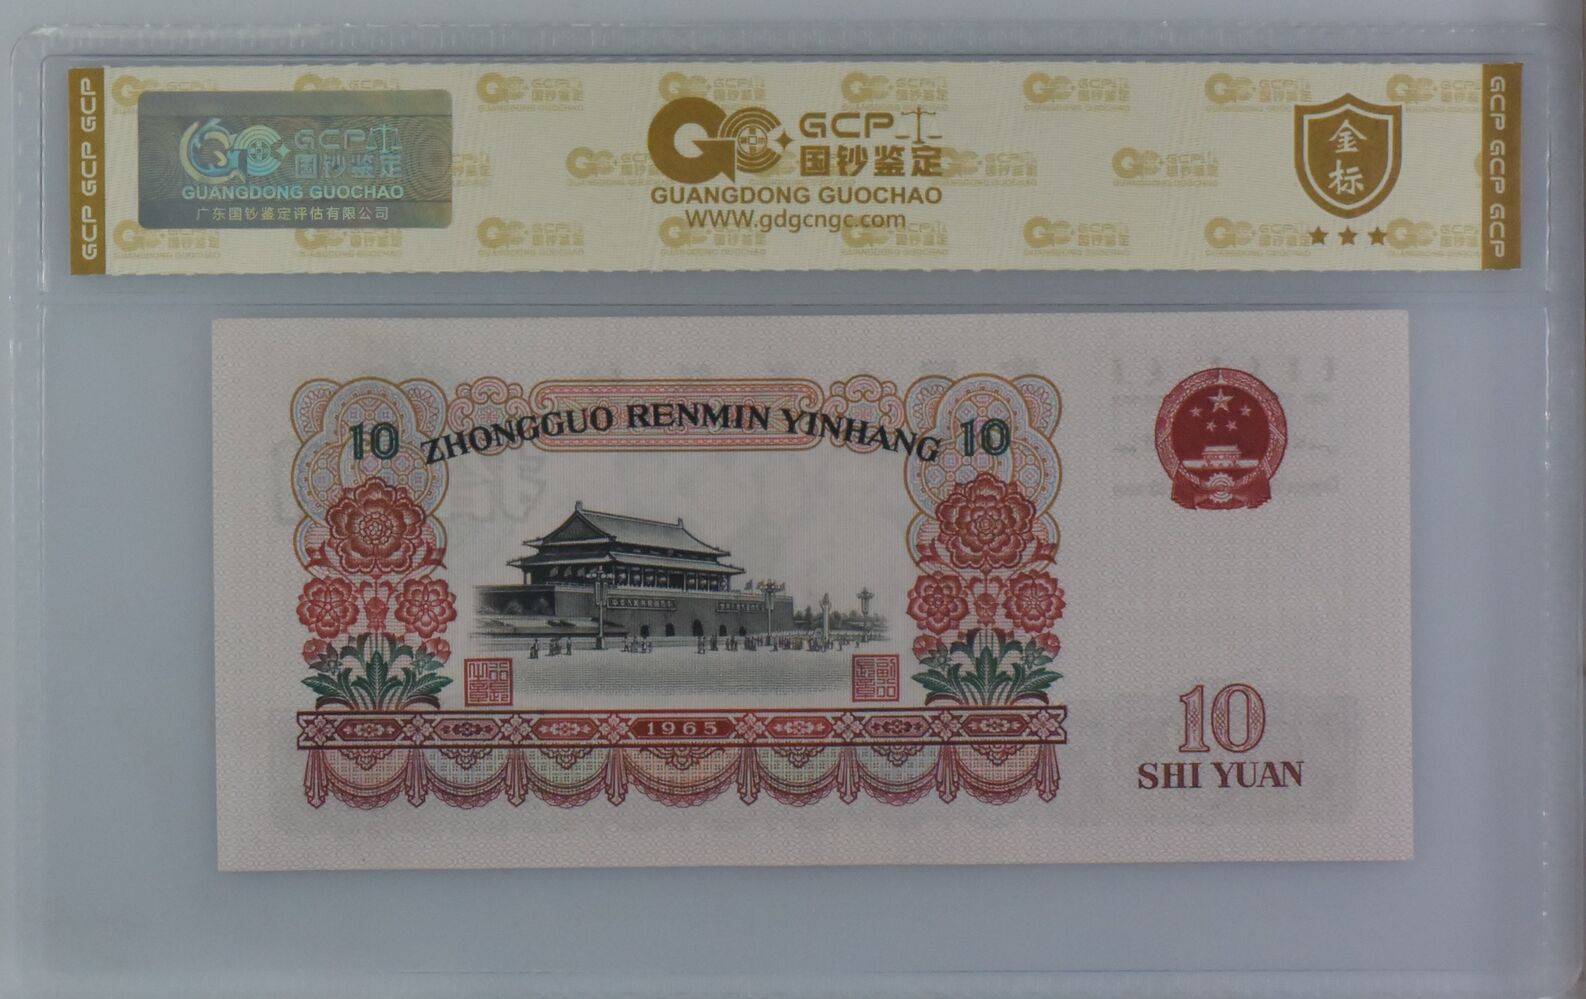 GCP GCP GCP
GCP
国钞鉴定
GUANGDONG GUOCHAO
广东国钞鉴定评估有限公司
GCP
国钞鉴定
GUANGDONG GUOCHAO
WWW.gdgcngc.com
金标
GCP GCP GCP
ZHONGGUO RENMIN YINHANG
10
10
1965
10
SHI YUAN